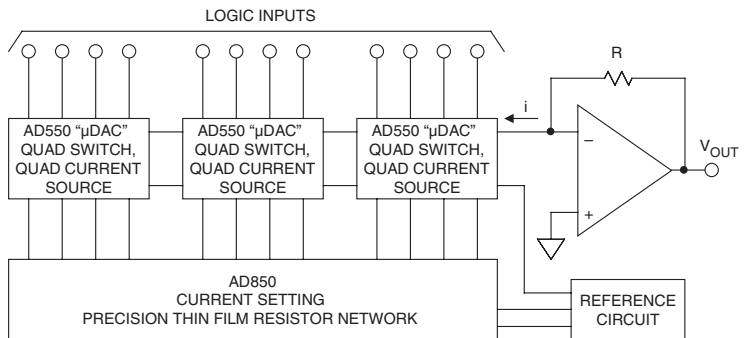 LOGIC INPUTS
R
i
AD550 “μDAC”
QUAD SWITCH,
QUAD CURRENT
SOURCE
AD550 “μDAC”
QUAD SWITCH,
QUAD CURRENT
SOURCE
AD550 “μDAC”
QUAD SWITCH,
QUAD CURRENT
SOURCE
–
+
VOUT
AD850
CURRENT SETTING
PRECISION THIN FILM RESISTOR NETWORK
REFERENCE
CIRCUIT